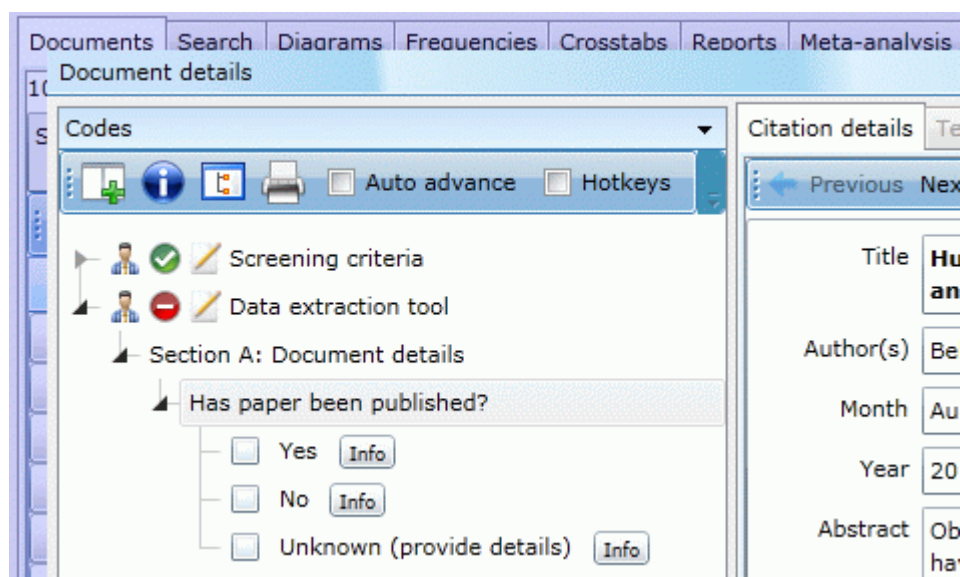 Documents Search Diagrams Frequencies Crosstabs Reports Meta-analysis
Document details
Codes
Citation details
Auto advance Hotkeys
Previous
Screening criteria
Title
Data extraction tool
Section A: Document details
Author(s)
Has paper been published?
Month
Yes Info
Year 20
No Info
Abstract
Unknown (provide details) Info